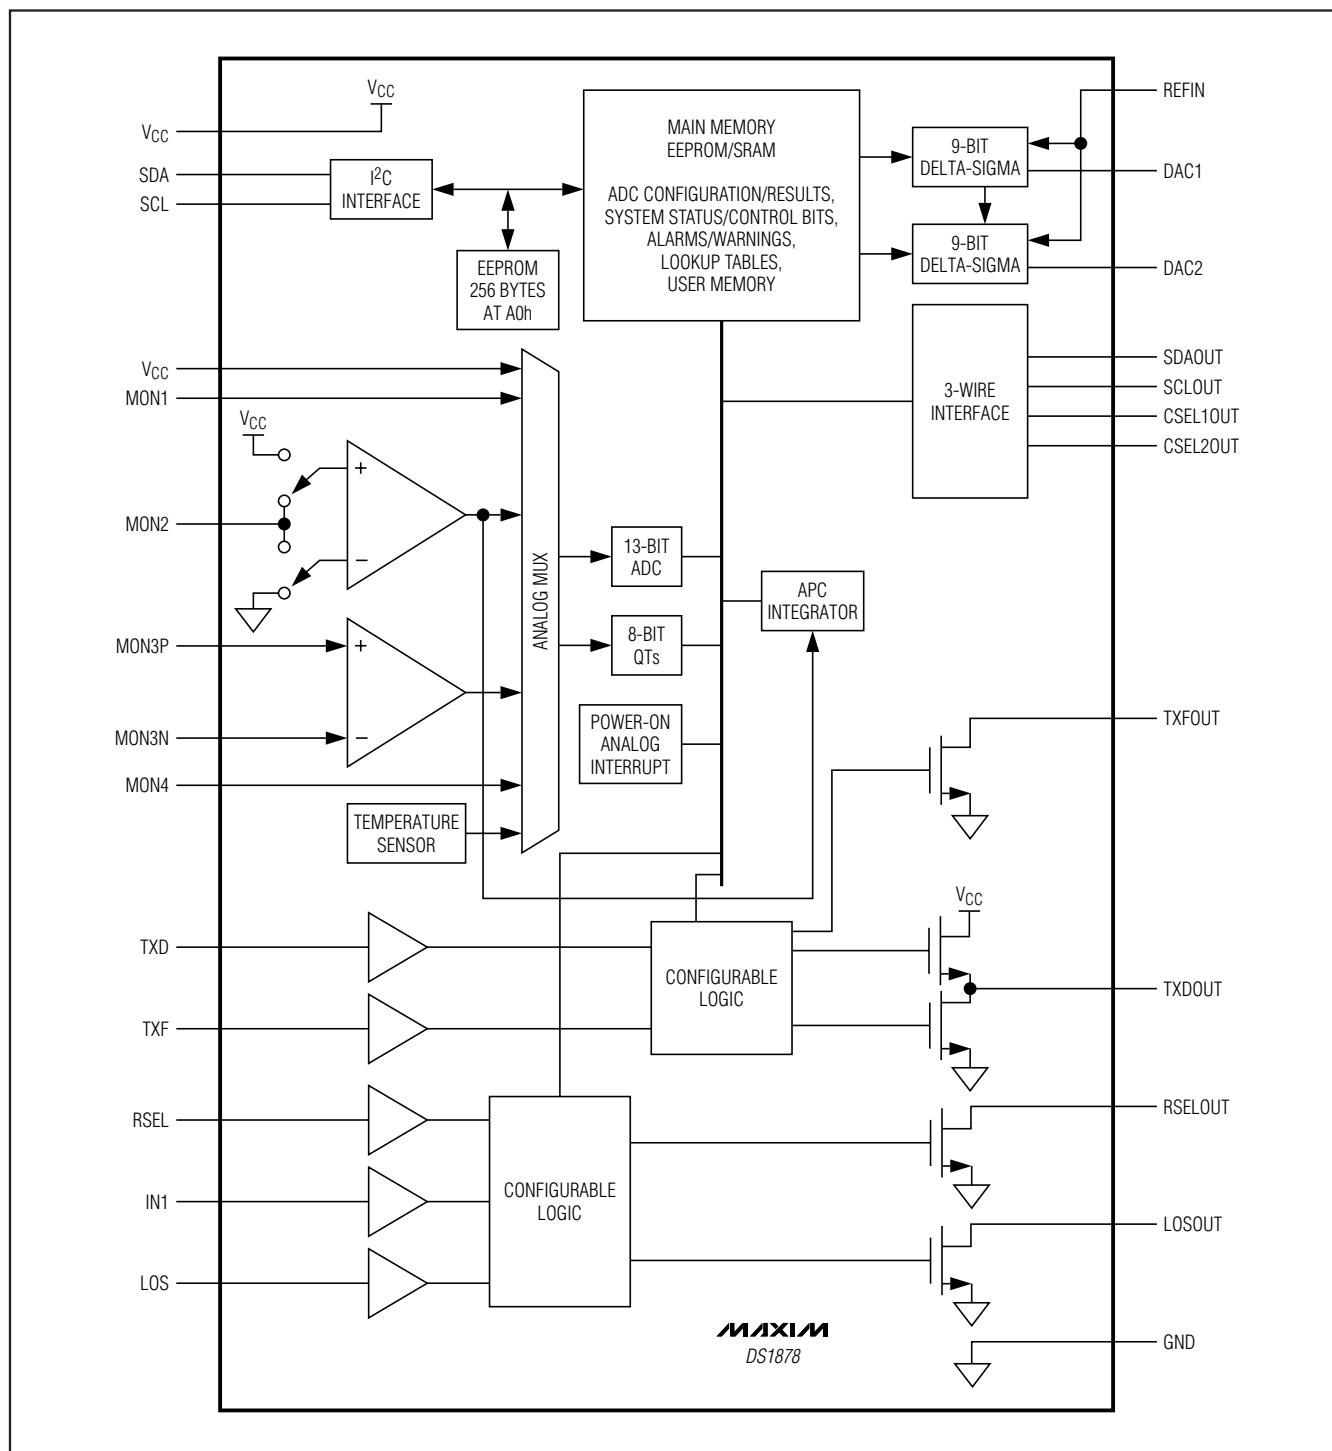 VCC
VCC
SDA
SCL
I2C
INTERFACE
EEPROM
256 BYTES
AT A0h
MAIN MEMORY
EEPROM/SRAM
ADC CONFIGURATION/RESULTS,
SYSTEM STATUS/CONTROL BITS,
ALARMS/WARNINGS,
LOOKUP TABLES,
USER MEMORY
9-BIT
DELTA-SIGMA
9-BIT
DELTA-SIGMA
REFIN
DAC1
DAC2
3-WIRE
INTERFACE
SDAOUT
SCLOUT
CSEL1OUT
CSEL2OUT
VCC
MON1
VCC
+
MON2
−
MON3P
+
MON3N
−
MON4
TEMPERATURE
SENSOR
ANALOG MUX
13-BIT
ADC
8-BIT
QTs
POWER-ON
ANALOG
INTERRUPT
APC
INTEGRATOR
TXFOUT
VCC
TXD
TXF
CONFIGURABLE
LOGIC
TXDOUT
RSEL
IN1
LOS
CONFIGURABLE
LOGIC
RSELOUT
LOSOUT
MAXIM
DS1878
GND